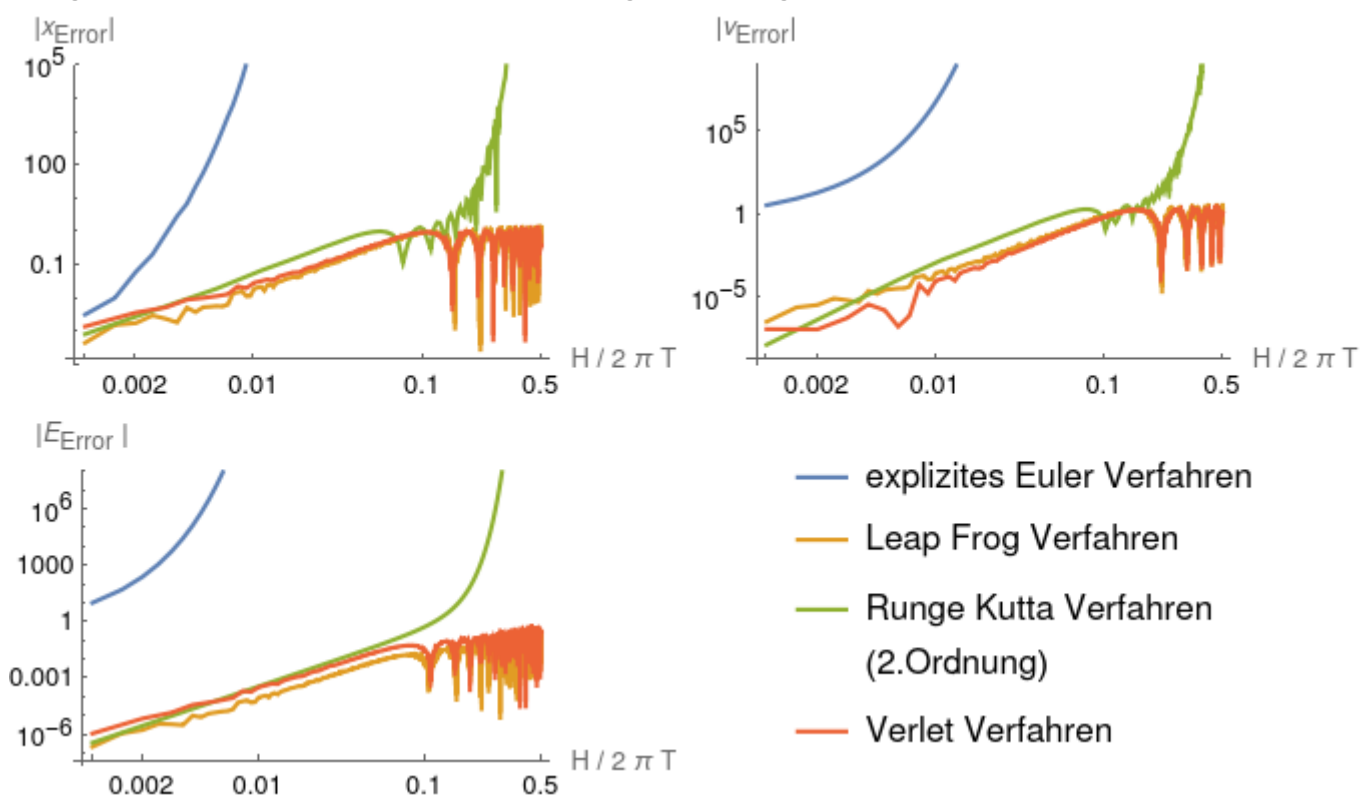 |xError| |vError|
10^5
100
0.1
0.002 0.01 0.1 0.5 H / 2 π T
10^5
1
10^-5
0.002 0.01 0.1 0.5 H / 2 π T
|EError |
10^6
1000
1
0.001
10^-6
0.002 0.01 0.1 0.5 H / 2 π T
explizites Euler Verfahren
Leap Frog Verfahren
Runge Kutta Verfahren
(2.Ordnung)
Verlet Verfahren